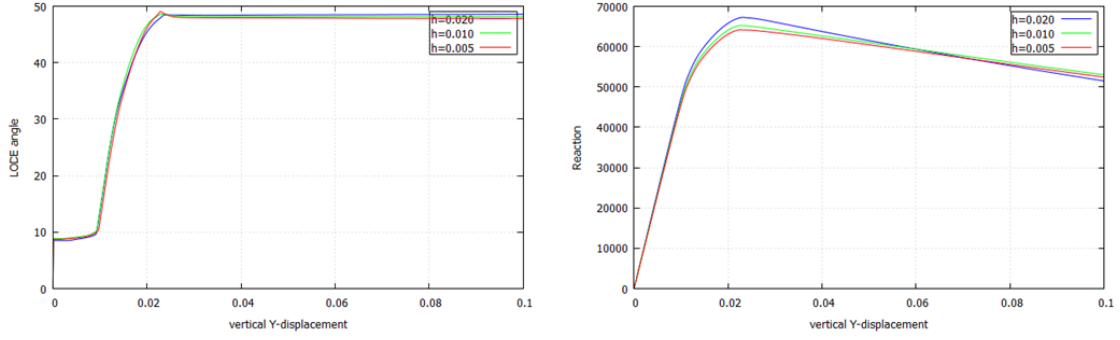 50
40
30
20
10
0
LODE angle
h=0.020
h=0.010
h=0.005
0 0.02 0.04 0.06 0.08 0.1
vertical Y-displacement
70000
60000
50000
40000
30000
20000
10000
0
Reaction
h=0.020
h=0.010
h=0.005
0 0.02 0.04 0.06 0.08 0.1
vertical Y-displacement